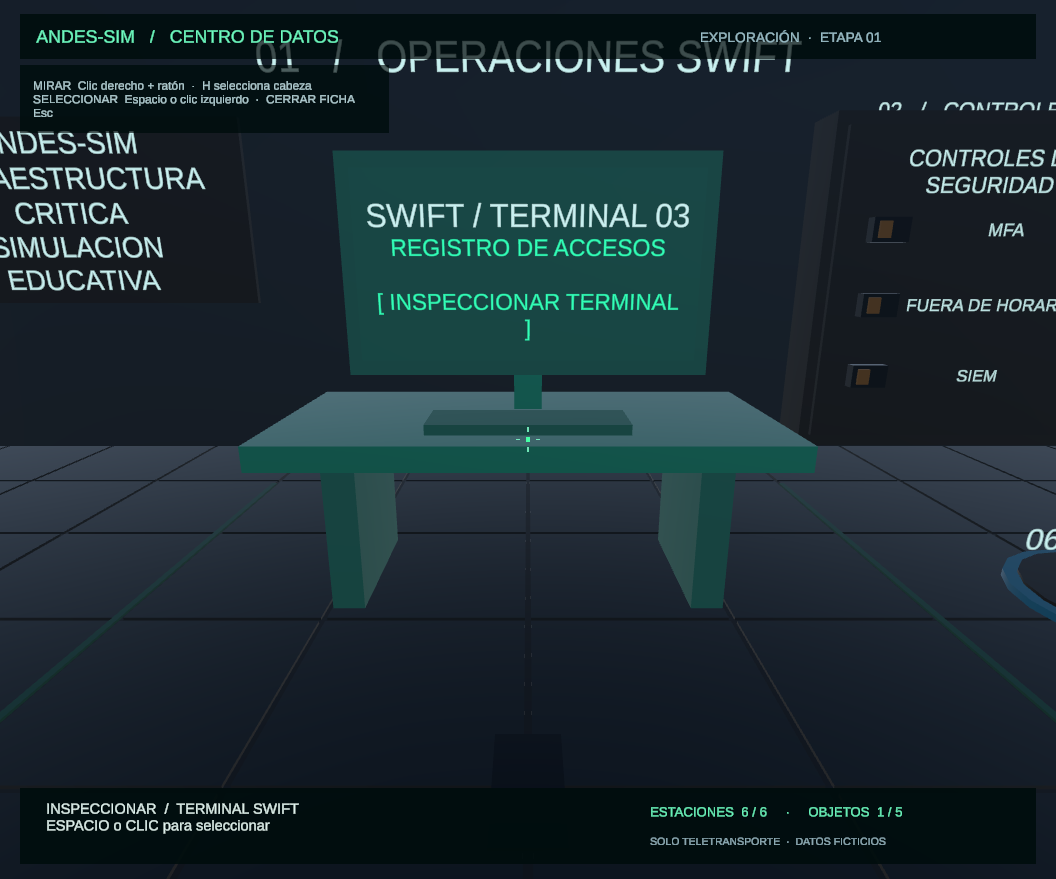 ANDES-SIM / CENTRO DE DATOS
EXPLORACIÓN · ETAPA 01
01 / OPERACIONES SWIFT
MIRAR Clic derecho + ratón · H selecciona cabeza
SELECCIONAR Espacio o clic izquierdo · CERRAR FICHA
Esc
02 /
NDES-SIM
AESTRUCTURA
CRITICA
SIMULACION
EDUCATIVA
SWIFT / TERMINAL 03
REGISTRO DE ACCESOS
[ INSPECCIONAR TERMINAL
]
CONTROLES
SEGURIDAD
MFA
FUERA DE HORAR
SIEM
06
INSPECCIONAR / TERMINAL SWIFT
ESPACIO o CLIC para seleccionar
ESTACIONES 6 / 6 · OBJETOS 1 / 5
SOLO TELETRANSPORTE · DATOS FICTICIOS